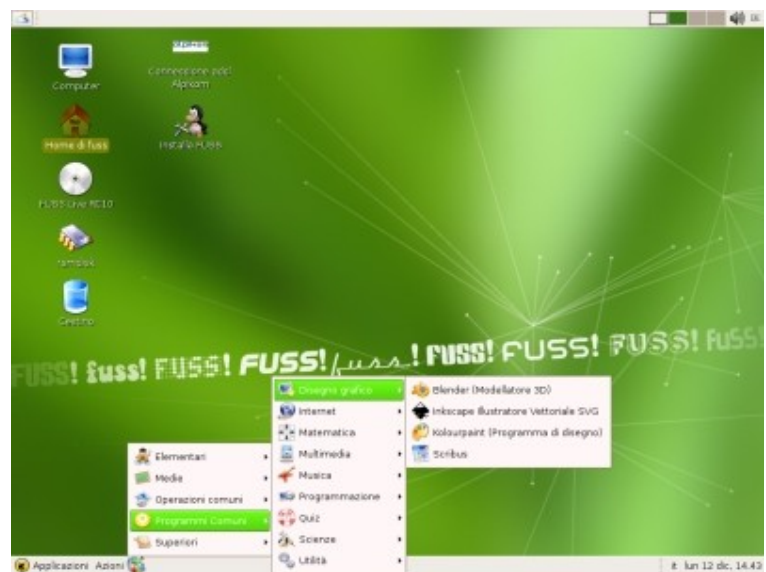 Computer
Connessione adsl
Alpikom
Home di fuss
Installa FUSS
FUSS Live RC10
ramdisk
Cestino
FUSS! fuss! FUSS! FUSS! fuss! FUSS! FUSS! FUSS! FuSS!
Disegno grafico
Internet
Matematica
Multimedia
Musica
Programmazione
Quiz
Scienze
Utilità
Blender (Modellatore 3D)
Inkscape Illustratore Vettoriale SVG
Kolourpaint (Programma di disegno)
Scribus
Elementari
Medie
Operazioni comuni
Programmi Comuni
Superiori
Applicazioni Azioni
it lun 12 dic, 14.43